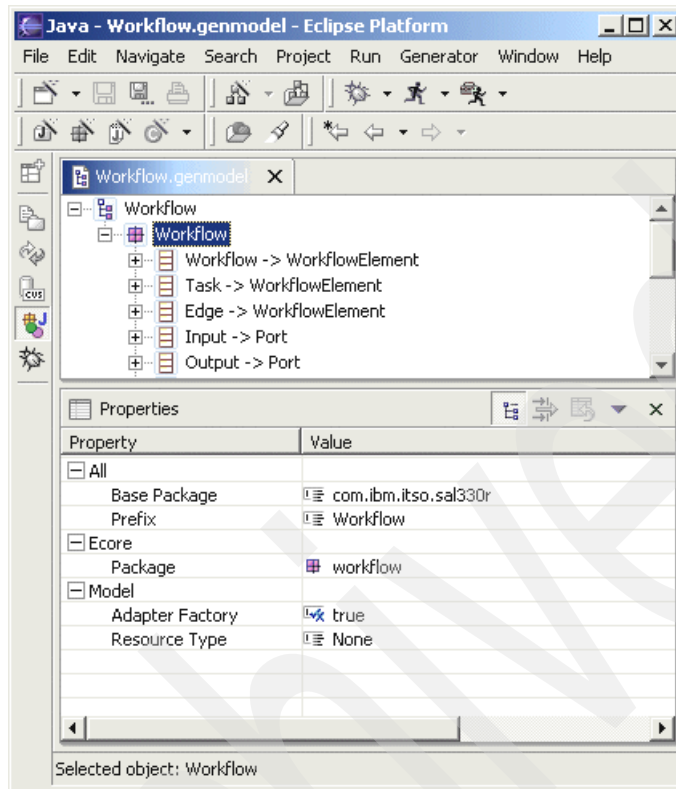 Java - Workflow.genmodel - Eclipse Platform
File Edit Navigate Search Project Run Generator Window Help
Workflow.genmodel
Workflow
Workflow
Workflow -> WorkflowElement
Task -> WorkflowElement
Edge -> WorkflowElement
Input -> Port
Output -> Port
CVS
Properties
Property Value
All
Base Package com.ibm.itso.sal330r
Prefix Workflow
Ecore
Package workflow
Model
Adapter Factory true
Resource Type None
Selected object: Workflow